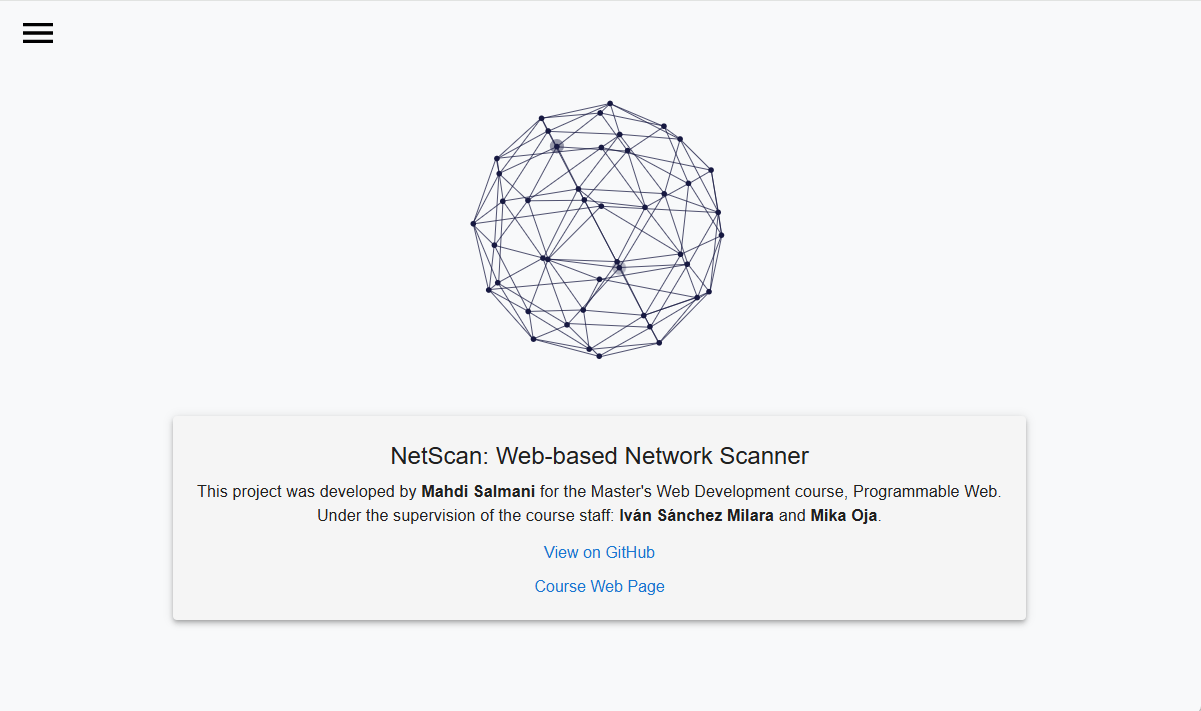 NetScan: Web-based Network Scanner
This project was developed by Mahdi Salmani for the Master's Web Development course, Programmable Web.
Under the supervision of the course staff: Iván Sánchez Milara and Mika Oja.
View on GitHub
Course Web Page